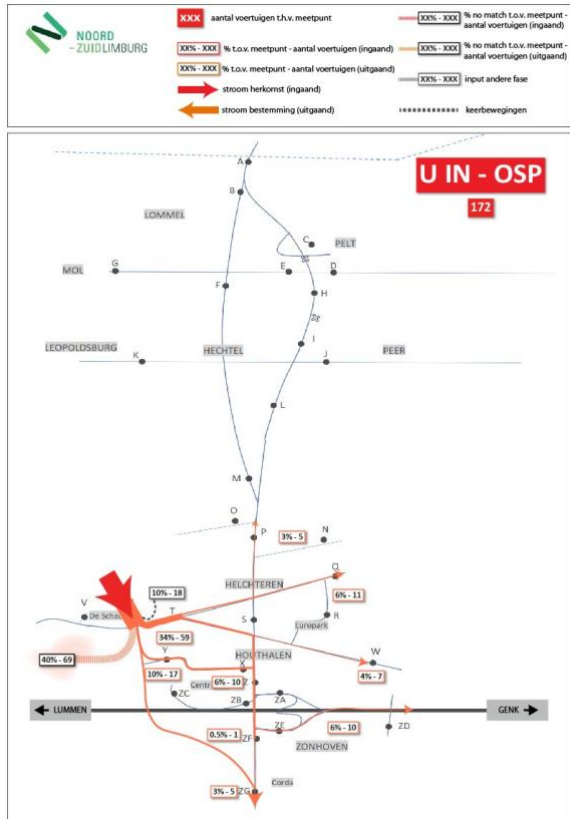 NOORD
-ZUIDLIMBURG
XXX aantal voertuigen t.h.v. meetpunt
XX% - XXX % t.o.v. meetpunt - aantal voertuigen (ingaand)
XX% - XXX % t.o.v. meetpunt - aantal voertuigen (uitgaand)
stroom herkomst (ingaand)
stroom bestemming (uitgaand)
XX% - XXX % no match t.o.v. meetpunt -
aantal voertuigen (ingaand)
XX% - XXX % no match t.o.v. meetpunt -
aantal voertuigen (uitgaand)
XX% - XXX input andere fase
keerbewegingen
U IN - OSP
172
A
B
LOMMEL
C
PELT
MOL
G
E
D
F
H
I
LEOPOLDSBURG
K
HECHTEL
J
PEER
L
M
O
P
3% - 5
N
Q
10% - 18
HELCHTEREN
6% - 11
V
De Schac
T
S
R
Europark
34% - 59
HOUTHALEN
W
40% - 69
Y
X
4% - 7
10% - 17
Centr
6% - 10
Z
ZC
ZB
ZA
LUMMEN
GENK
0.5% - 1
ZE
6% - 10
ZD
ZF
ZONHOVEN
3% - 5
ZG
Corda